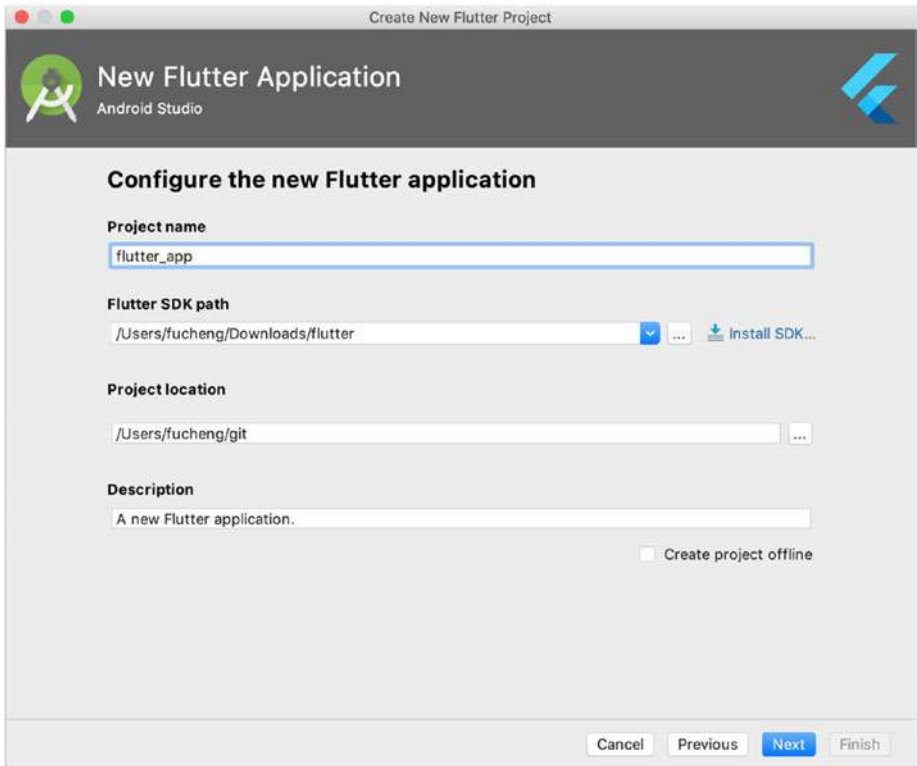 Create New Flutter Project
New Flutter Application
Android Studio
Configure the new Flutter application
Project name
flutter_app
Flutter SDK path
/Users/fucheng/Downloads/flutter
...
Install SDK...
Project location
/Users/fucheng/git
...
Description
A new Flutter application.
Create project offline
Cancel Previous Next Finish